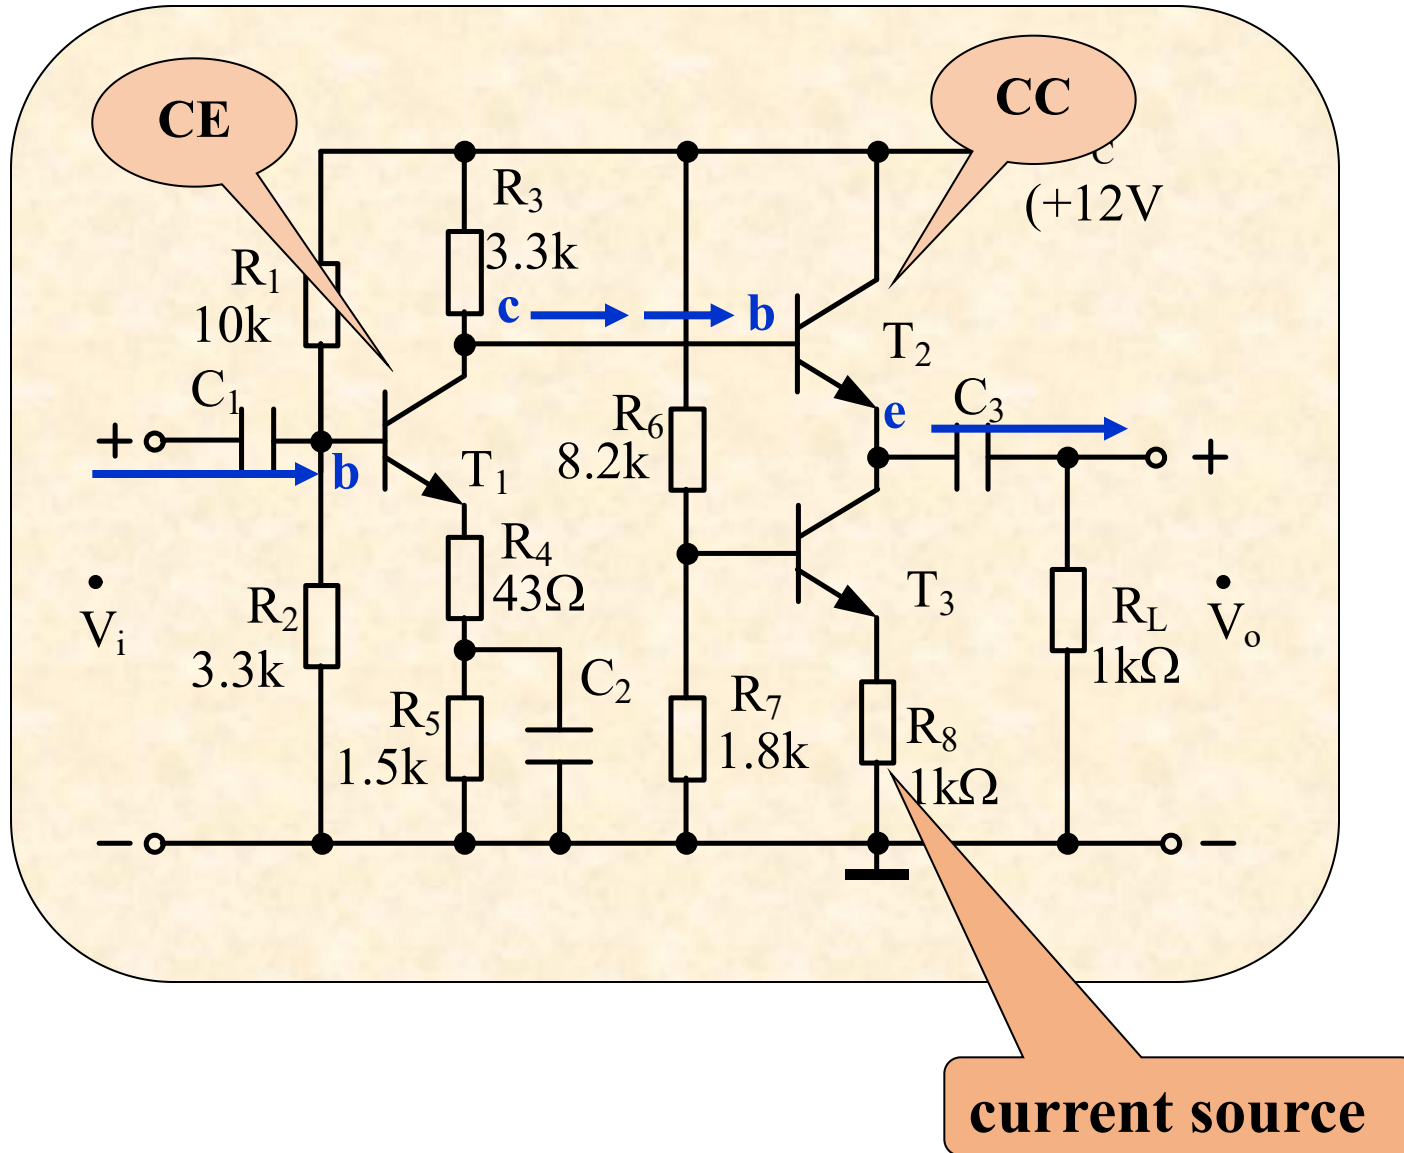 CE
CC
C
(+12V
R3
3.3k
R1
10k
c
b
T2
C1
R6
8.2k
e
C3
+
b
T1
+
R4
43Ω
T3
V̇i
R2
3.3k
RL
1kΩ
V̇o
C2
R5
1.5k
R7
1.8k
R8
1kΩ
−
−
current source